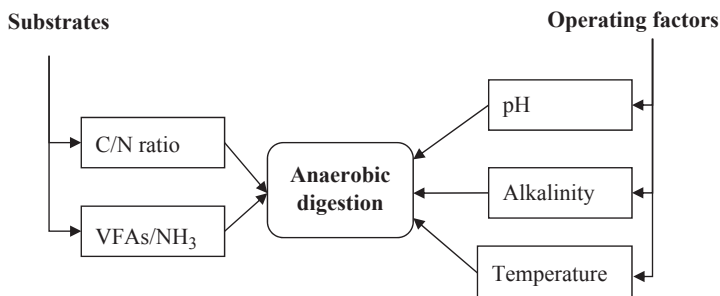 Substrates
Operating factors
C/N ratio
VFAs/NH₃
Anaerobic
digestion
pH
Alkalinity
Temperature